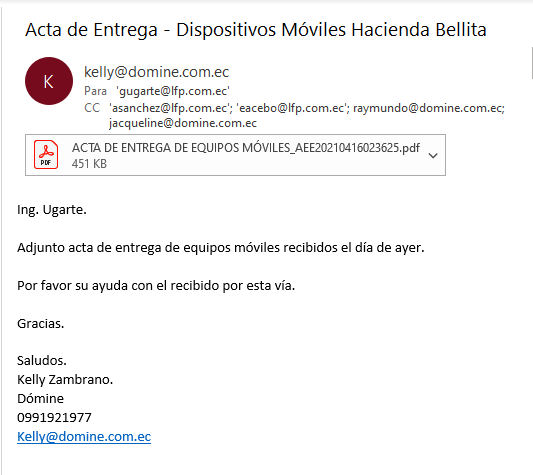 Acta de Entrega - Dispositivos Móviles Hacienda Bellita
K
kelly@domine.com.ec
Para 'gugarte@lfp.com.ec'
CC 'asanchez@lfp.com.ec'; 'eacebo@lfp.com.ec'; raymundo@domine.com.ec;
jacqueline@domine.com.ec
PDF
ACTA DE ENTREGA DE EQUIPOS MÓVILES_AEE20210416023625.pdf
451 KB
Ing. Ugarte.
Adjunto acta de entrega de equipos móviles recibidos el día de ayer.
Por favor su ayuda con el recibido por esta vía.
Gracias.
Saludos.
Kelly Zambrano.
Dómine
0991921977
Kelly@domine.com.ec